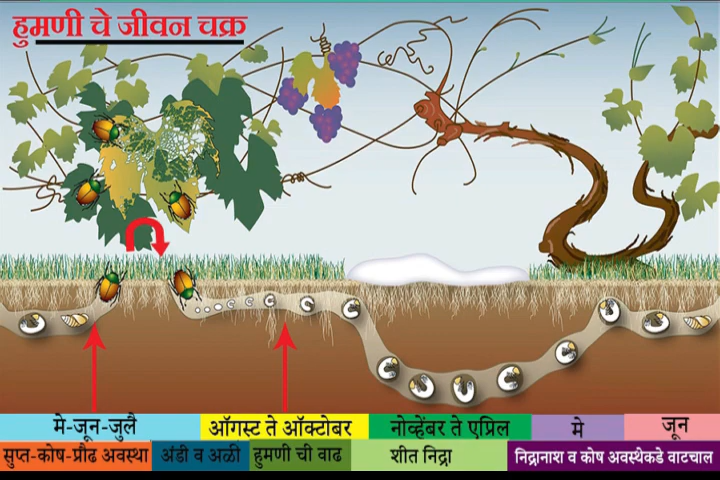 हुमणी चे जीवन चक्र
मे-जून-जुलै
ऑगस्ट ते ऑक्टोबर
नोव्हेंबर ते एप्रिल
मे
जून
सुप्त-कोष-प्रौढ अवस्था
अंडी व अळी
हुमणी ची वाढ
शीत निद्रा
निद्रानाश व कोष अवस्थेकडे वाटचाल